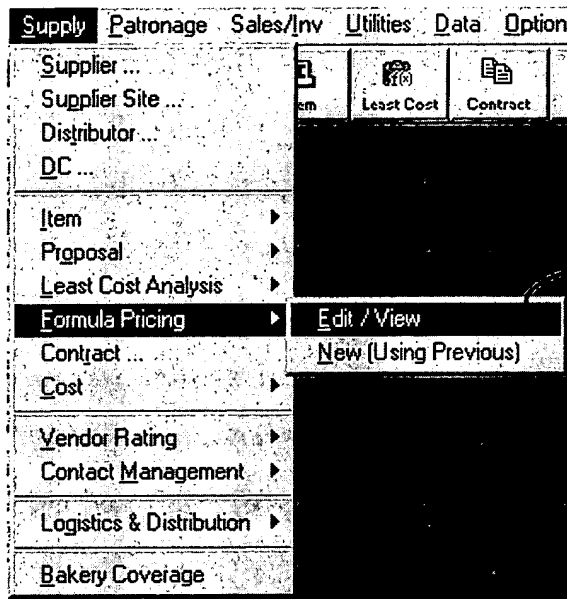 Supply Patronage Sales/Inv Utilities Data Option
Supplier ...
Supplier Site ...
Distributor ...
DC ...
em Least Cost Contract
Item
Proposal
Least Cost Analysis
Formula Pricing
Edit / View
New (Using Previous)
Contract ...
Cost
Vendor Rating
Contact Management
Logistics & Distribution
Bakery Coverage